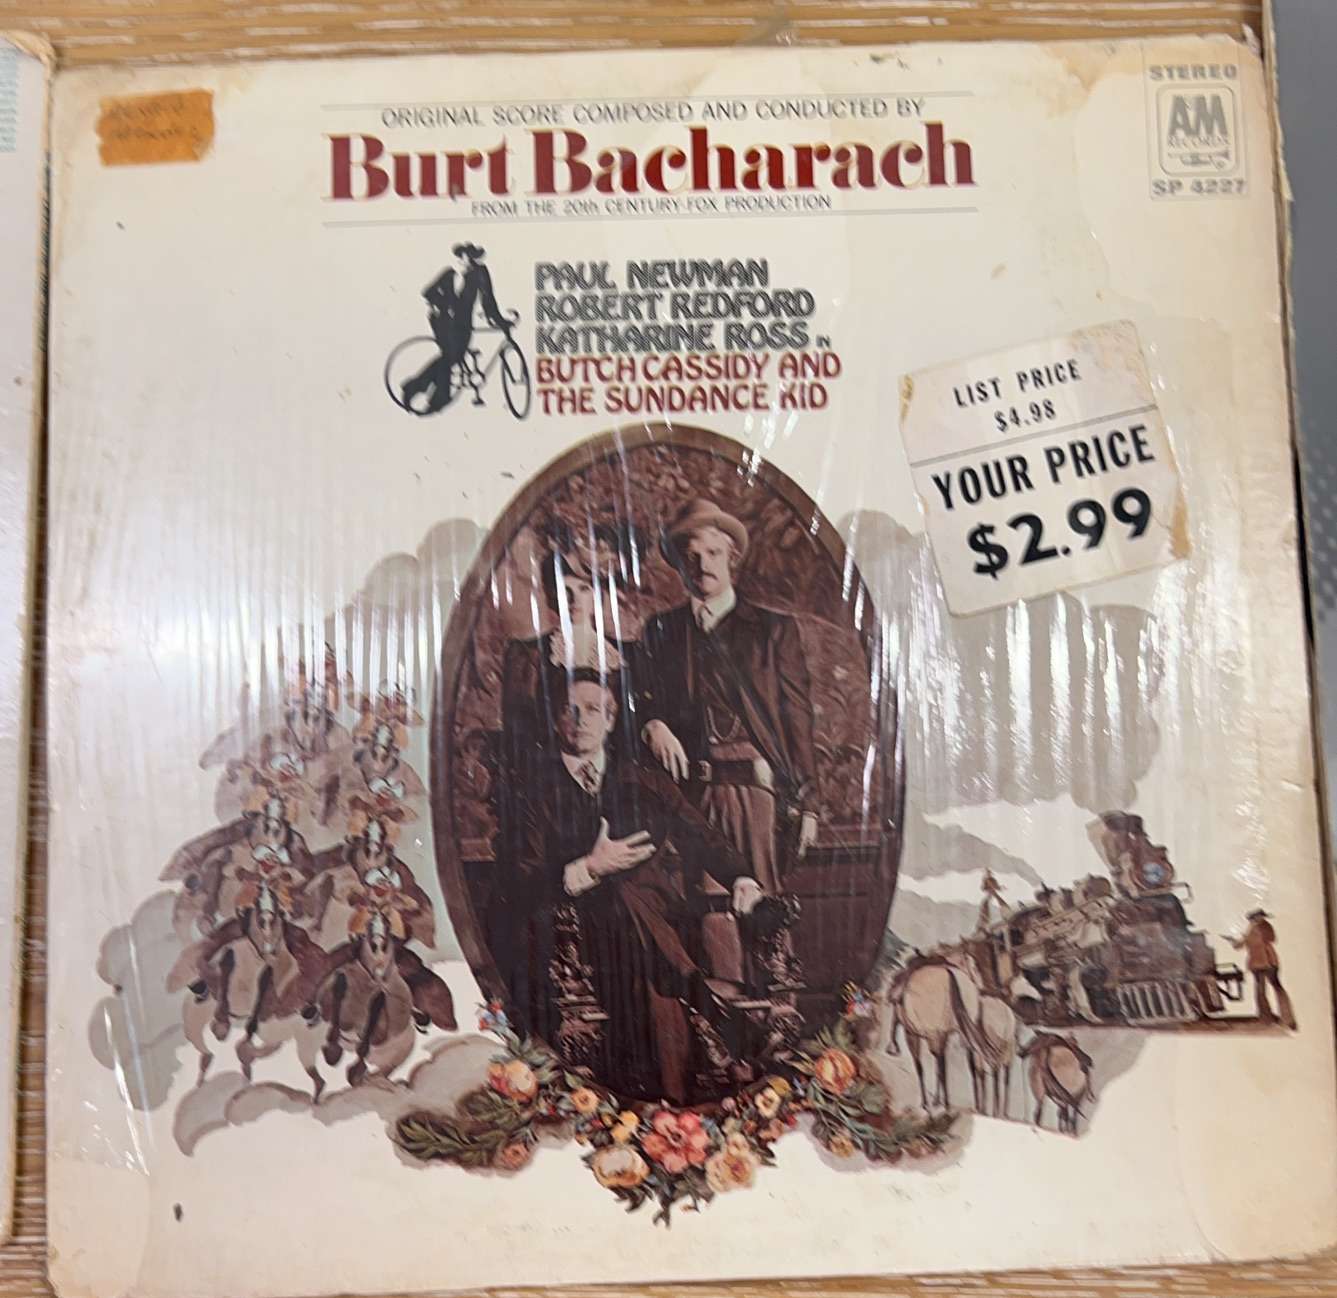 ORIGINAL SCORE COMPOSED AND CONDUCTED BY
Burt Bacharach
FROM THE 20th CENTURY-FOX PRODUCTION
STEREO
A&M
RECORDS
SP 4227
PAUL NEWMAN
ROBERT REDFORD
KATHARINE ROSS IN
BUTCH CASSIDY AND
THE SUNDANCE KID
LIST PRICE
$4.98
YOUR PRICE
$2.99